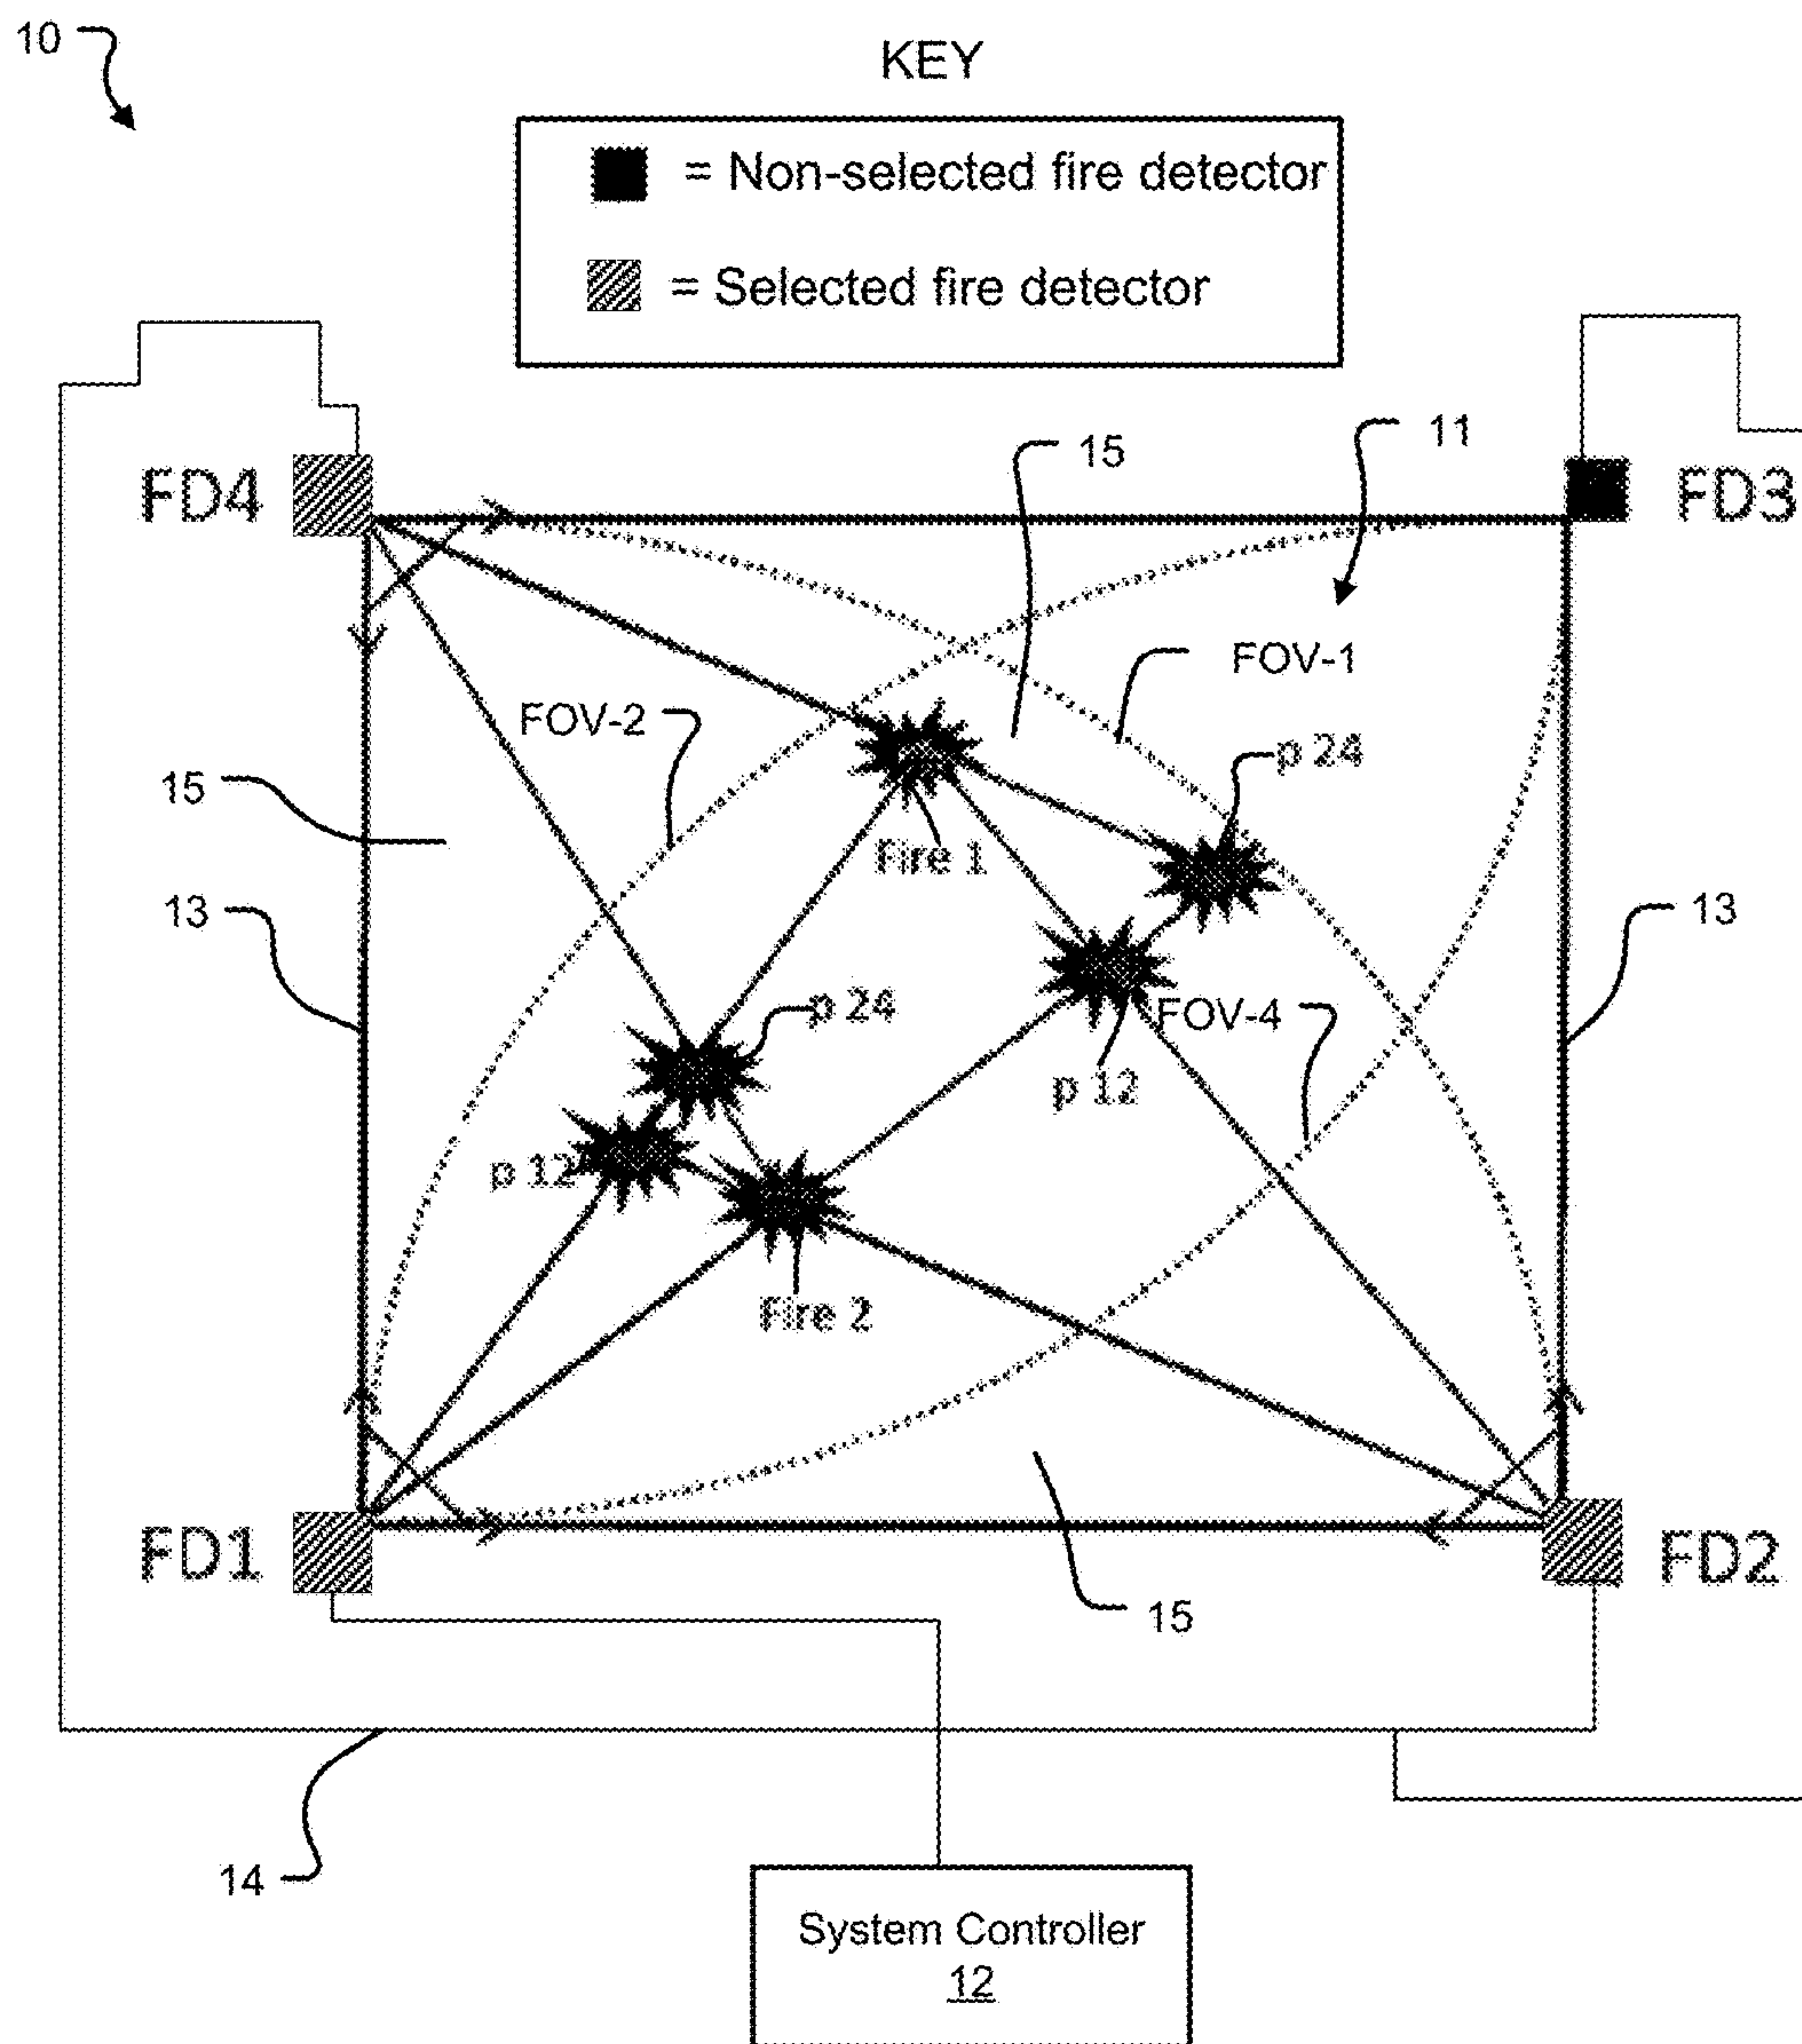 10
KEY
= Non-selected fire detector
= Selected fire detector
11
15
FD4
FD3
FOV-1
FOV-2
p 24
15
Fire 1
13
13
p 24
FOV-4
p 12
p 12
Fire 2
FD1
FD2
15
14
System Controller
12